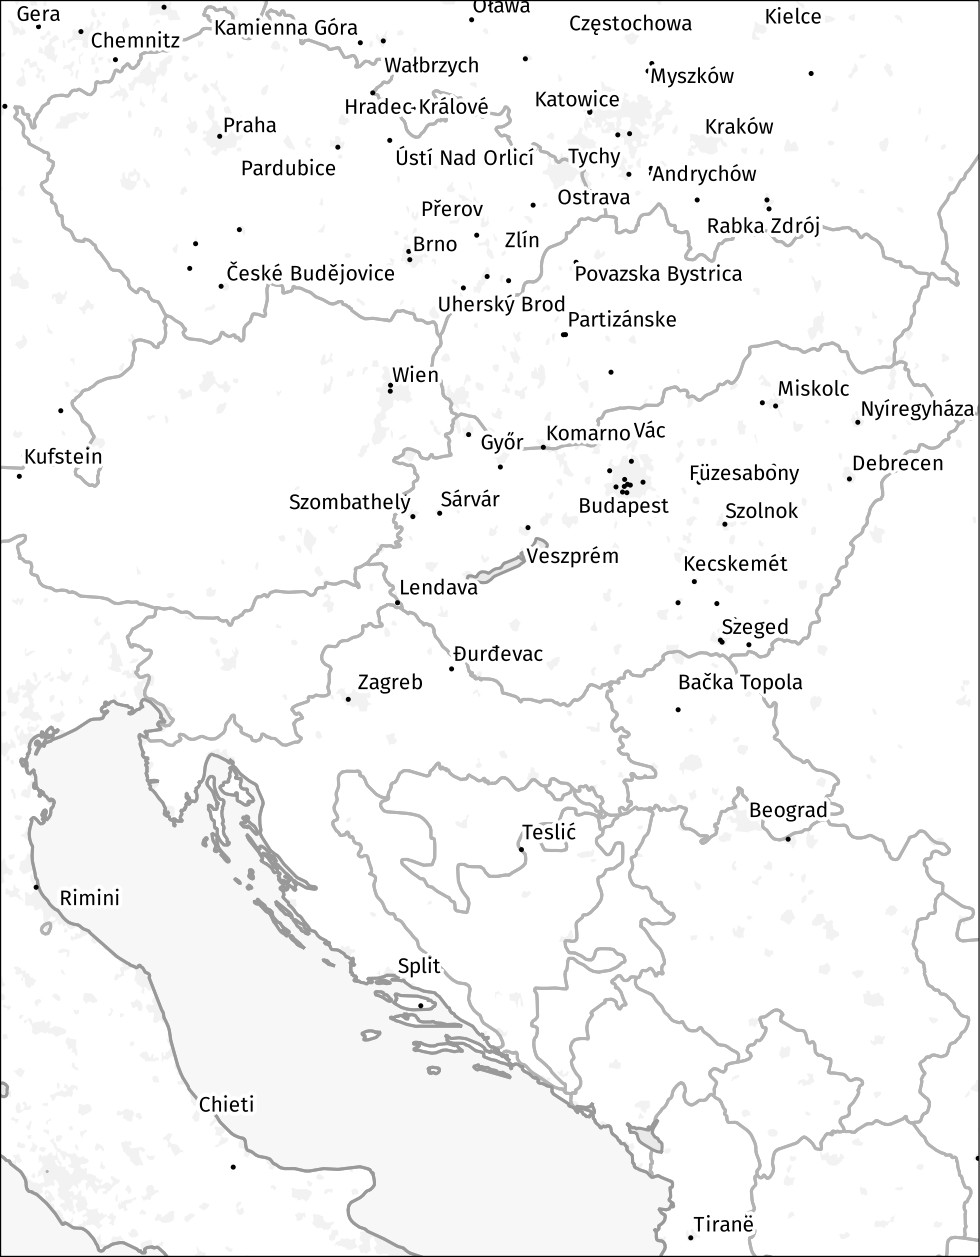 Oława
Gera
Kielce
Częstochowa
Kamienna Góra
Chemnitz
Wałbrzych
Myszków
Katowice
Hradec Králové
Praha
Kraków
Tychy
Ústí Nad Orlicí
Pardubice
Andrychów
Ostrava
Přerov
Rabka Zdrój
Zlín
Brno
České Budějovice
Povazska Bystrica
Uherský Brod
Partizánske
Wien
Miskolc
Nyíregyháza
Komarno
Vác
Győr
Kufstein
Debrecen
Füzesabony
Szombathely
Sárvár
Budapest
Szolnok
Veszprém
Kecskemét
Lendava
Szeged
Đurđevac
Zagreb
Bačka Topola
Beograd
Teslić
Rimini
Split
Chieti
Tiranë